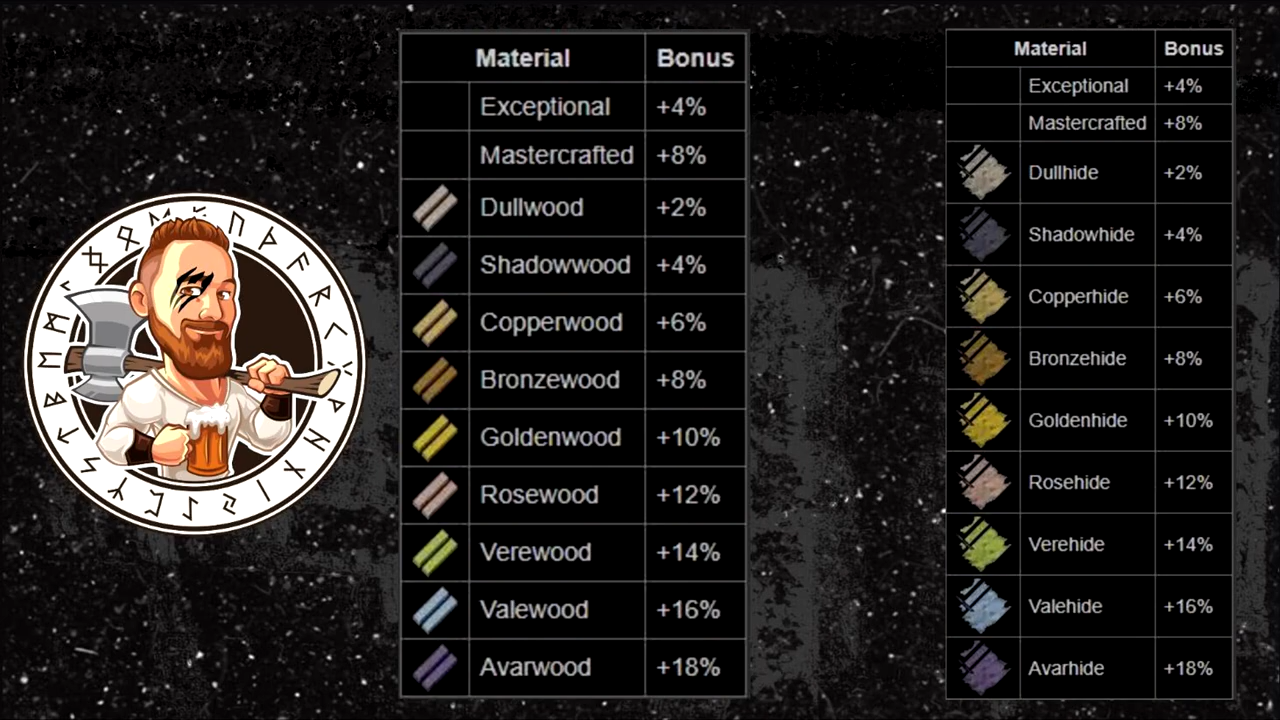 Material Bonus
Exceptional +4%
Mastercrafted +8%
Dullwood +2%
Shadowwood +4%
Copperwood +6%
Bronzewood +8%
Goldenwood +10%
Rosewood +12%
Verewood +14%
Valewood +16%
Avarwood +18%
Material Bonus
Exceptional +4%
Mastercrafted +8%
Dullhide +2%
Shadowhide +4%
Copperhide +6%
Bronzehide +8%
Goldenhide +10%
Rosehide +12%
Verehide +14%
Valehide +16%
Avarhide +18%